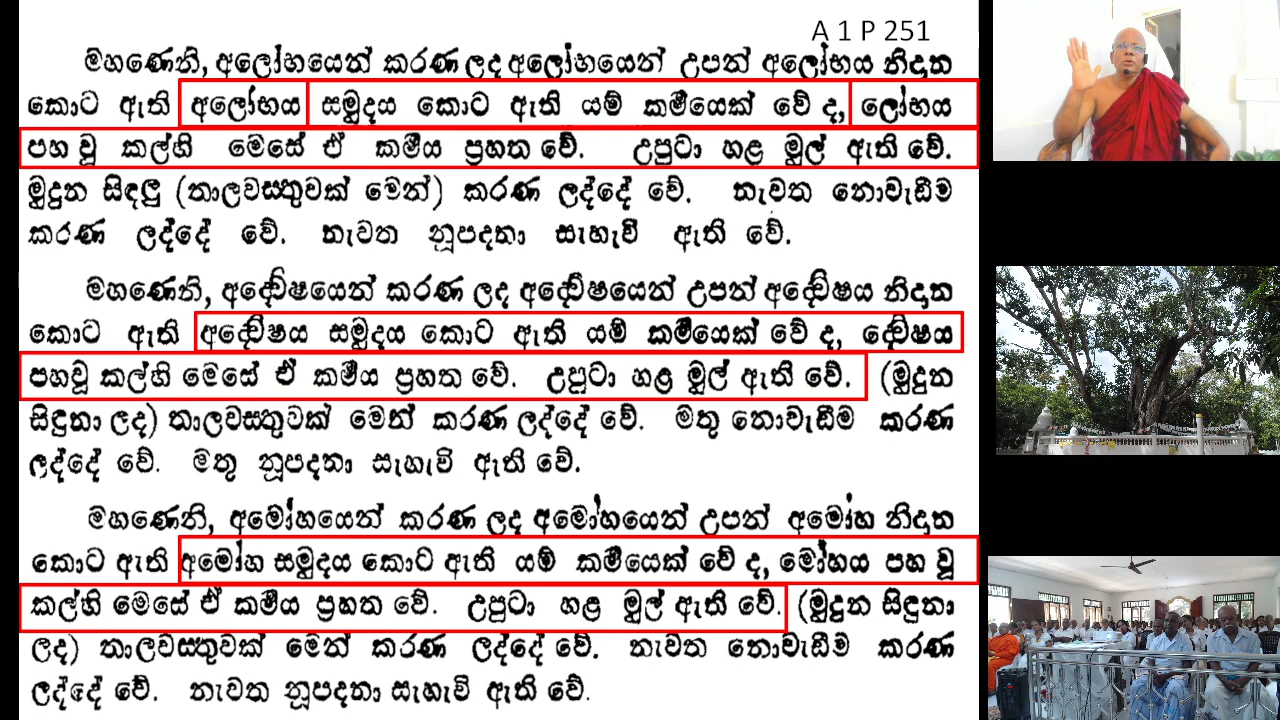 A 1 P 251
මහණෙනි, අලෝභයෙන් කරණ ලද අලෝභයෙන් උපන් අලෝභය නිදාන
කොට ඇති අලෝභය සමුදය කොට ඇති යම් කර්‍මයෙක් වේ ද, ලෝභය
පහ වූ කල්හි මෙසේ ඒ කර්‍මය ප්‍රහත වේ. උපුටා හළ මුල් ඇති වේ.
මුදුන සිඳලු (තාලවස්තුවක් මෙන්) කරණ ලද්දේ වේ. නැවත නොවැඩීම
කරණ ලද්දේ වේ. නැවත නූපදනා සැහැවි ඇති වේ.
මහණෙනි, අද්වේෂයෙන් කරණ ලද අද්වේෂයෙන් උපන් අද්වේෂය නිදාන
කොට ඇති අද්වේෂය සමුදය කොට ඇති යම් කර්‍මයෙක් වේ ද, ද්වේෂය
පහවූ කල්හි මෙසේ ඒ කර්‍මය ප්‍රහත වේ. උපුටා හළ මුල් ඇති වේ. (මුදුන
සිඳුනා ලද) තාලවස්තුවක් මෙන් කරණ ලද්දේ වේ. මතු නොවැඩීම කරණ
ලද්දේ වේ. මතු නූපදනා සැහැවි ඇති වේ.
මහණෙනි, අමෝහයෙන් කරණ ලද අමෝහයෙන් උපන් අමෝහ නිදාන
කොට ඇති අමෝහ සමුදය කොට ඇති යම් කර්‍මයෙක් වේ ද, මෝහය පහ වූ
කල්හි මෙසේ ඒ කර්‍මය ප්‍රහත වේ. උපුටා හළ මුල් ඇති වේ. (මුදුන සිඳුනා
ලද) තාලවස්තුවක් මෙන් කරණ ලද්දේ වේ. නැවත නොවැඩීම කරණ
ලද්දේ වේ. නැවත නූපදනා සැහැවි ඇති වේ.